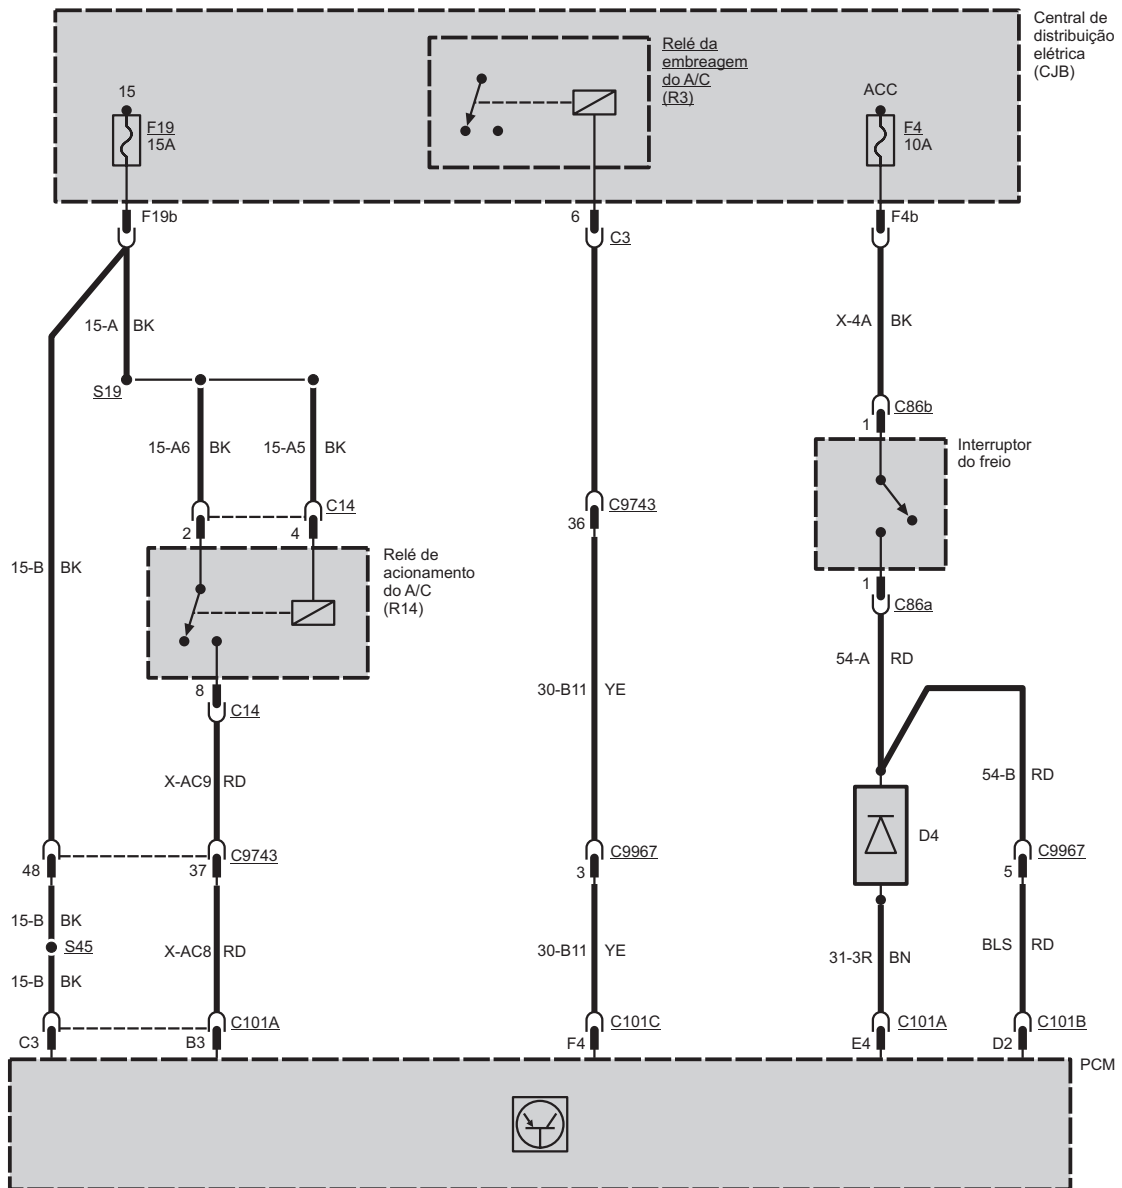 Central de
distribuição
elétrica
(CJB)
Relé da
embreagem
do A/C
(R3)
15
F19
15A
ACC
F4
10A
F19b
6
C3
F4b
15-A BK
X-4A BK
S19
C86b
1
15-A6 BK
15-A5 BK
Interruptor
do freio
C14
2
4
C9743
36
Relé de
acionamento
do A/C
(R14)
15-B BK
1
C86a
54-A RD
8
C14
30-B11 YE
X-AC9 RD
54-B RD
D4
48
37
C9743
C9967
3
C9967
5
15-B BK
S45
X-AC8 RD
30-B11 YE
31-3R BN
BLS RD
15-B BK
C3
B3
C101A
F4
C101C
E4
C101A
D2
C101B
PCM